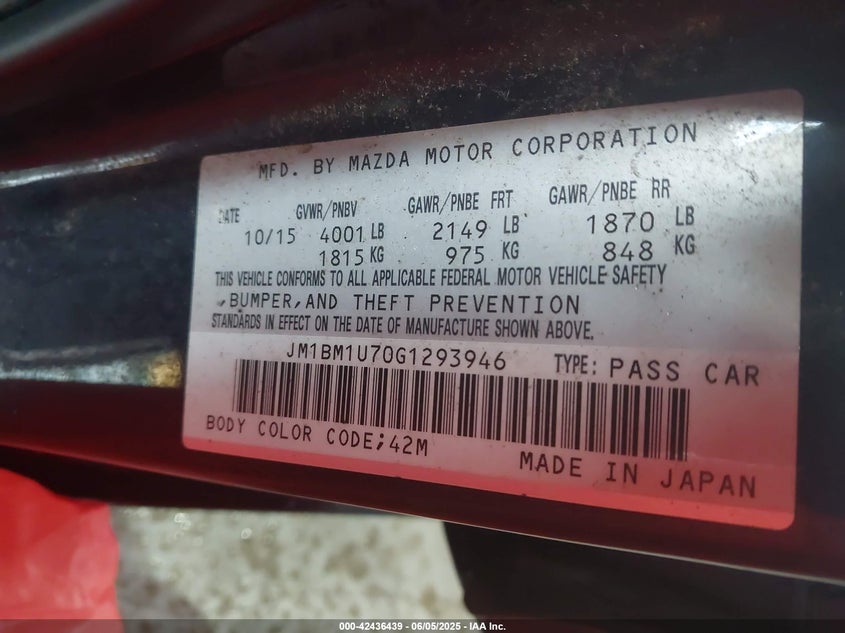 MFD. BY MAZDA MOTOR CORPORATION
DATE GVWR/PNBV GAWR/PNBE FRT GAWR/PNBE RR
10/15 4001 LB 2149 LB 1870 LB
1815 KG 975 KG 848 KG
THIS VEHICLE CONFORMS TO ALL APPLICABLE FEDERAL MOTOR VEHICLE SAFETY
,BUMPER,AND THEFT PREVENTION
STANDARDS IN EFFECT ON THE DATE OF MANUFACTURE SHOWN ABOVE.
JM1BM1U70G1293946 TYPE: PASS CAR
BODY COLOR CODE;42M
MADE IN JAPAN
000-42436439 - 06/05/2025 - IAA Inc.